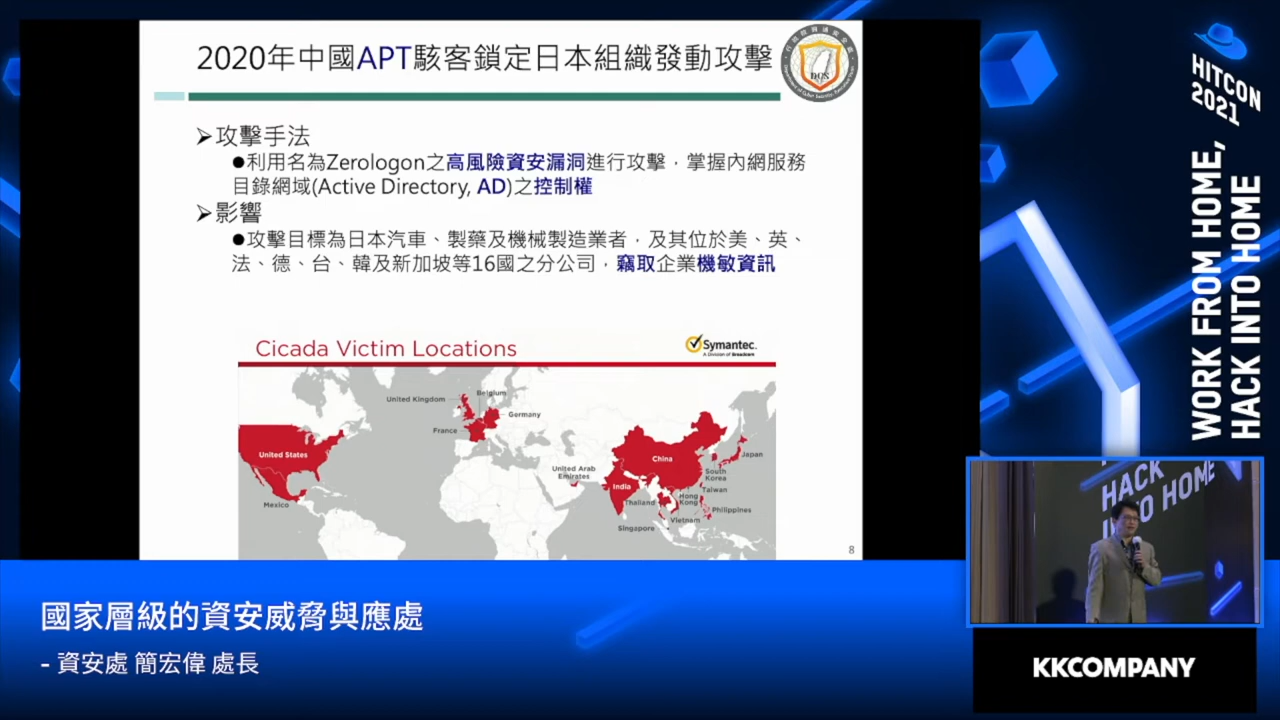 2020年中國APT駭客鎖定日本組織發動攻擊
➢攻擊手法
●利用名為Zerologon之高風險資安漏洞進行攻擊，掌握內網服務
目錄網域(Active Directory, AD)之控制權
➢影響
●攻擊目標為日本汽車、製藥及機械製造業者，及其位於美、英、
法、德、台、韓及新加坡等16國之分公司，竊取企業機敏資訊
Cicada Victim Locations
Symantec.
A Division of Broadcom
United Kingdom
Belgium
Germany
France
United States
Mexico
United Arab
Emirates
China
India
Japan
South
Korea
Taiwan
Hong
Kong
Thailand
Philippines
Vietnam
Singapore
8
HITCON
2021
WORK FROM HOME,
HACK INTO HOME
HACK
INTO HOME
國家層級的資安威脅與應處
- 資安處 簡宏偉 處長
KKCOMPANY